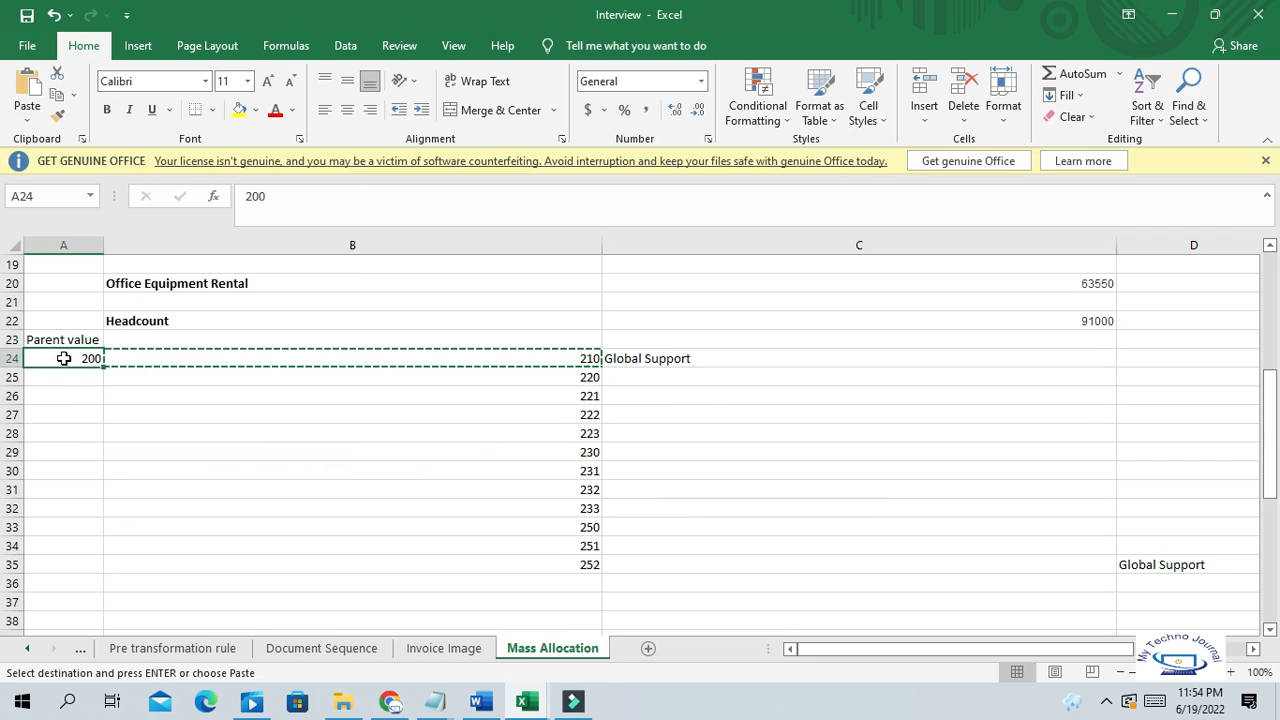 Interview - Excel
File Home Insert Page Layout Formulas Data Review View Help Tell me what you want to do Share
Paste
Clipboard
Calibri 11
B I U
Font
Wrap Text
Merge & Center
Alignment
General
$ % ,
Number
Conditional Formatting
Format as Table
Cell Styles
Styles
Insert Delete Format
Cells
AutoSum
Fill
Clear
Sort & Filter
Find & Select
Editing
GET GENUINE OFFICE Your license isn't genuine, and you may be a victim of software counterfeiting. Avoid interruption and keep your files safe with genuine Office today. Get genuine Office Learn more
A24 fx 200
A B C D
19
20 Office Equipment Rental 63550
21
22 Headcount 91000
23 Parent value
24 200 210 Global Support
25 220
26 221
27 222
28 223
29 230
30 231
31 232
32 233
33 250
34 251
35 252 Global Support
36
37
38
... Pre transformation rule Document Sequence Invoice Image Mass Allocation
Select destination and press ENTER or choose Paste 100%
My Techno Journal
11:54 PM
6/19/2022